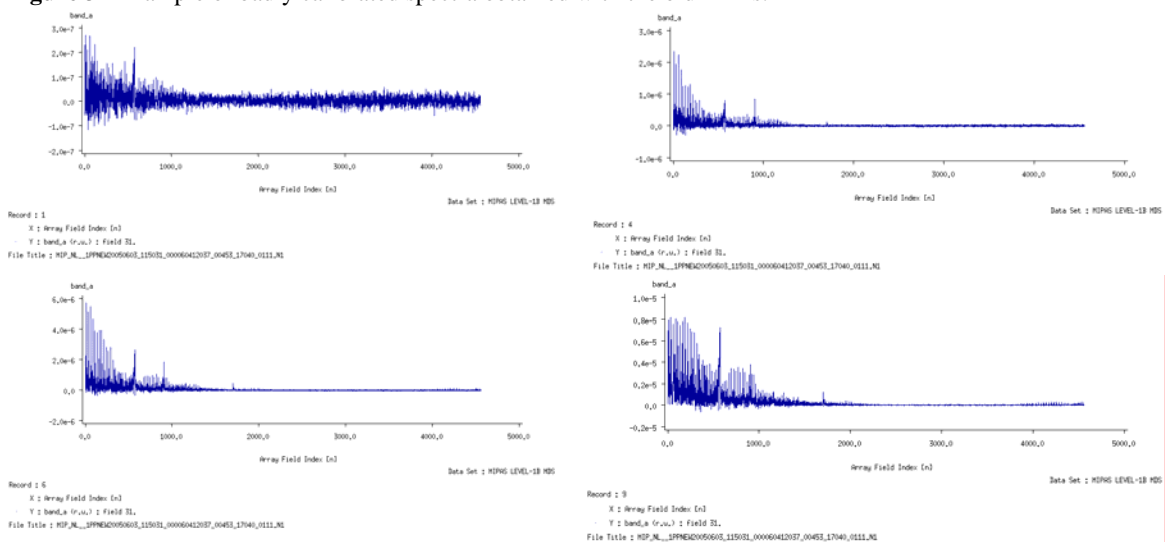 band_a
3.0e-7
2.0e-7
1.0e-7
0.0
-1.0e-7
-2.0e-7
0.0 1000.0 2000.0 3000.0 4000.0 5000.0
Array Field Index [n]
Data Set : MIPAS LEVEL-1B MDS
Record : 1
X : Array Field Index [n]
Y : band_a (r.u.) : field 31.
File Title : MIP_NL__1PPNEW20050603_115031_000060412037_00453_17040_0111.N1
band_a
3.0e-6
2.0e-6
1.0e-6
0.0
-1.0e-6
0.0 1000.0 2000.0 3000.0 4000.0 5000.0
Array Field Index [n]
Data Set : MIPAS LEVEL-1B MDS
Record : 4
X : Array Field Index [n]
Y : band_a (r.u.) : field 31.
File Title : MIP_NL__1PPNEW20050603_115031_000060412037_00453_17040_0111.N1
band_a
6.0e-6
4.0e-6
2.0e-6
0.0
-2.0e-6
0.0 1000.0 2000.0 3000.0 4000.0 5000.0
Array Field Index [n]
Data Set : MIPAS LEVEL-1B MDS
Record : 6
X : Array Field Index [n]
Y : band_a (r.u.) : field 31.
File Title : MIP_NL__1PPNEW20050603_115031_000060412037_00453_17040_0111.N1
band_a
1.0e-5
0.8e-5
0.6e-5
0.4e-5
0.2e-5
0.0
-0.2e-5
0.0 1000.0 2000.0 3000.0 4000.0 5000.0
Array Field Index [n]
Data Set : MIPAS LEVEL-1B MDS
Record : 9
X : Array Field Index [n]
Y : band_a (r.u.) : field 31.
File Title : MIP_NL__1PPNEW20050603_115031_000060412037_00453_17040_0111.N1